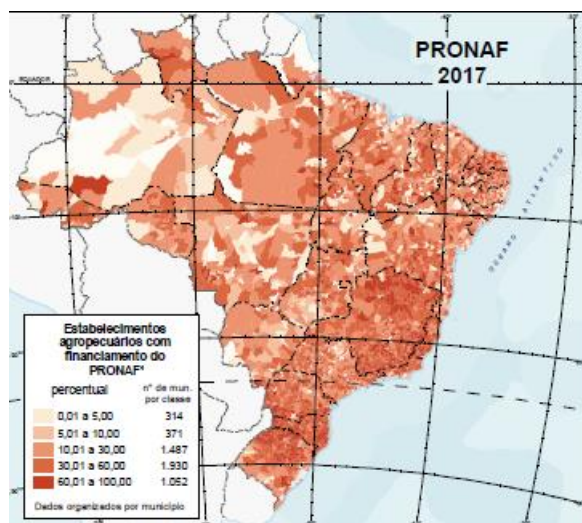 PRONAF
2017
EQUADOR
OCEANO ATLÂNTICO
Estabelecimentos
agropecuários com
financiamento do
PRONAF*
percentual nº de mun.
por classe
0,01 a 5,00 314
5,01 a 10,00 371
10,01 a 30,00 1.487
30,01 a 60,00 1.930
60,01 a 100,00 1.052
Dados organizados por município